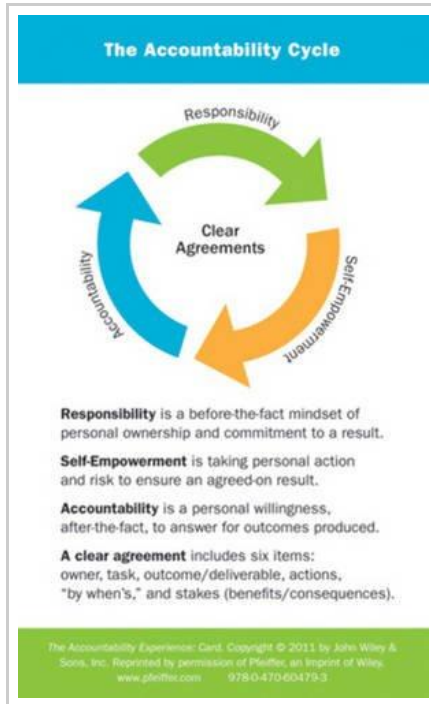 The Accountability Cycle
Responsibility
Clear
Agreements
Self-Empowerment
Accountability
Responsibility is a before-the-fact mindset of
personal ownership and commitment to a result.
Self-Empowerment is taking personal action
and risk to ensure an agreed-on result.
Accountability is a personal willingness,
after-the-fact, to answer for outcomes produced.
A clear agreement includes six items:
owner, task, outcome/deliverable, actions,
“by when’s,” and stakes (benefits/consequences).
The Accountability Experience: Card. Copyright © 2011 by John Wiley &
Sons, Inc. Reprinted by permission of Pfeiffer, an Imprint of Wiley.
www.pfeiffer.com 978-0-470-60479-3